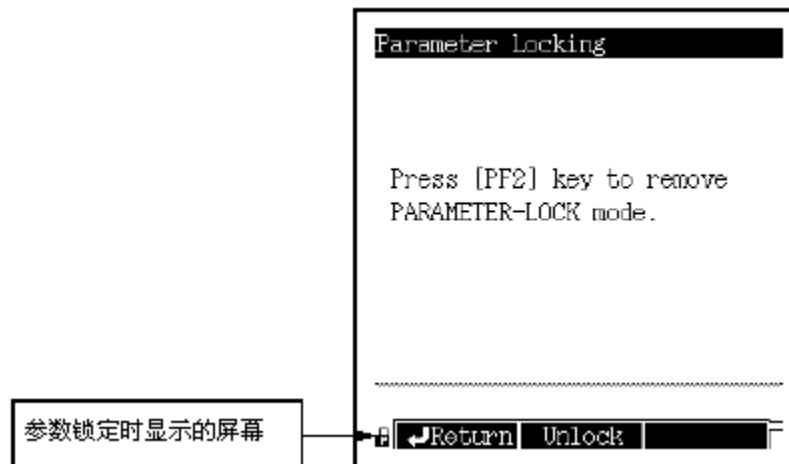 Parameter Locking
Press [PF2] key to remove
PARAMETER-LOCK mode.
参数锁定时显示的屏幕
Return Unlock